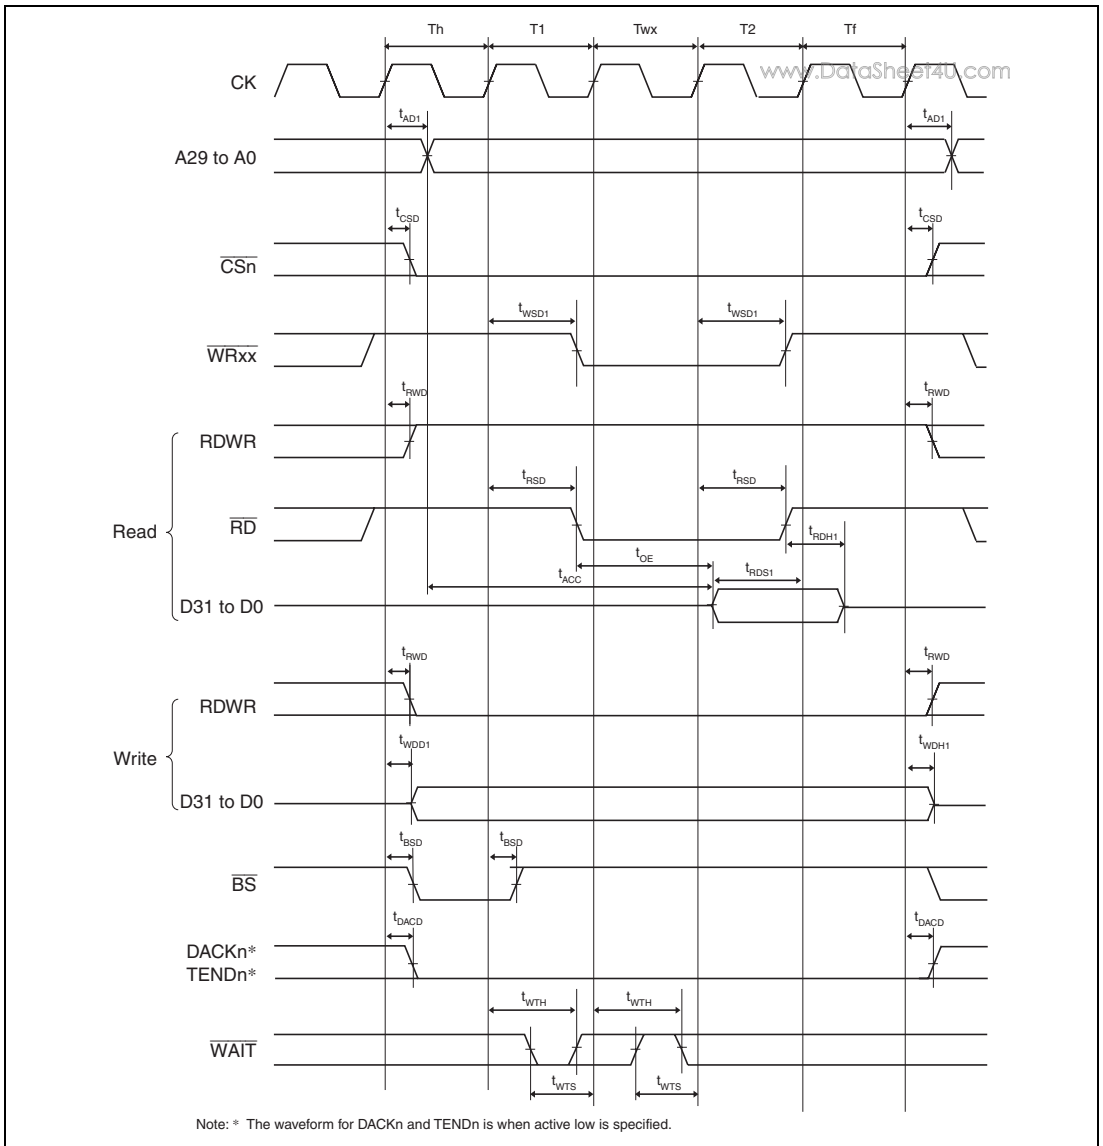 Th T1 Twx T2 Tf
www.DataSheet4U.com
CK
tAD1 tAD1
A29 to A0
tCSD tCSD
CSn
tWSD1 tWSD1
WRxx
tRWD tRWD
RDWR
tRSD tRSD
Read
RD
tRDH1
tOE
tACC tRDS1
D31 to D0
tRWD tRWD
RDWR
tWDD1 tWDH1
Write
D31 to D0
tBSD tBSD
BS
tDACD tDACD
DACKn*
TENDn*
tWTH tWTH
WAIT
tWTS tWTS
Note: * The waveform for DACKn and TENDn is when active low is specified.